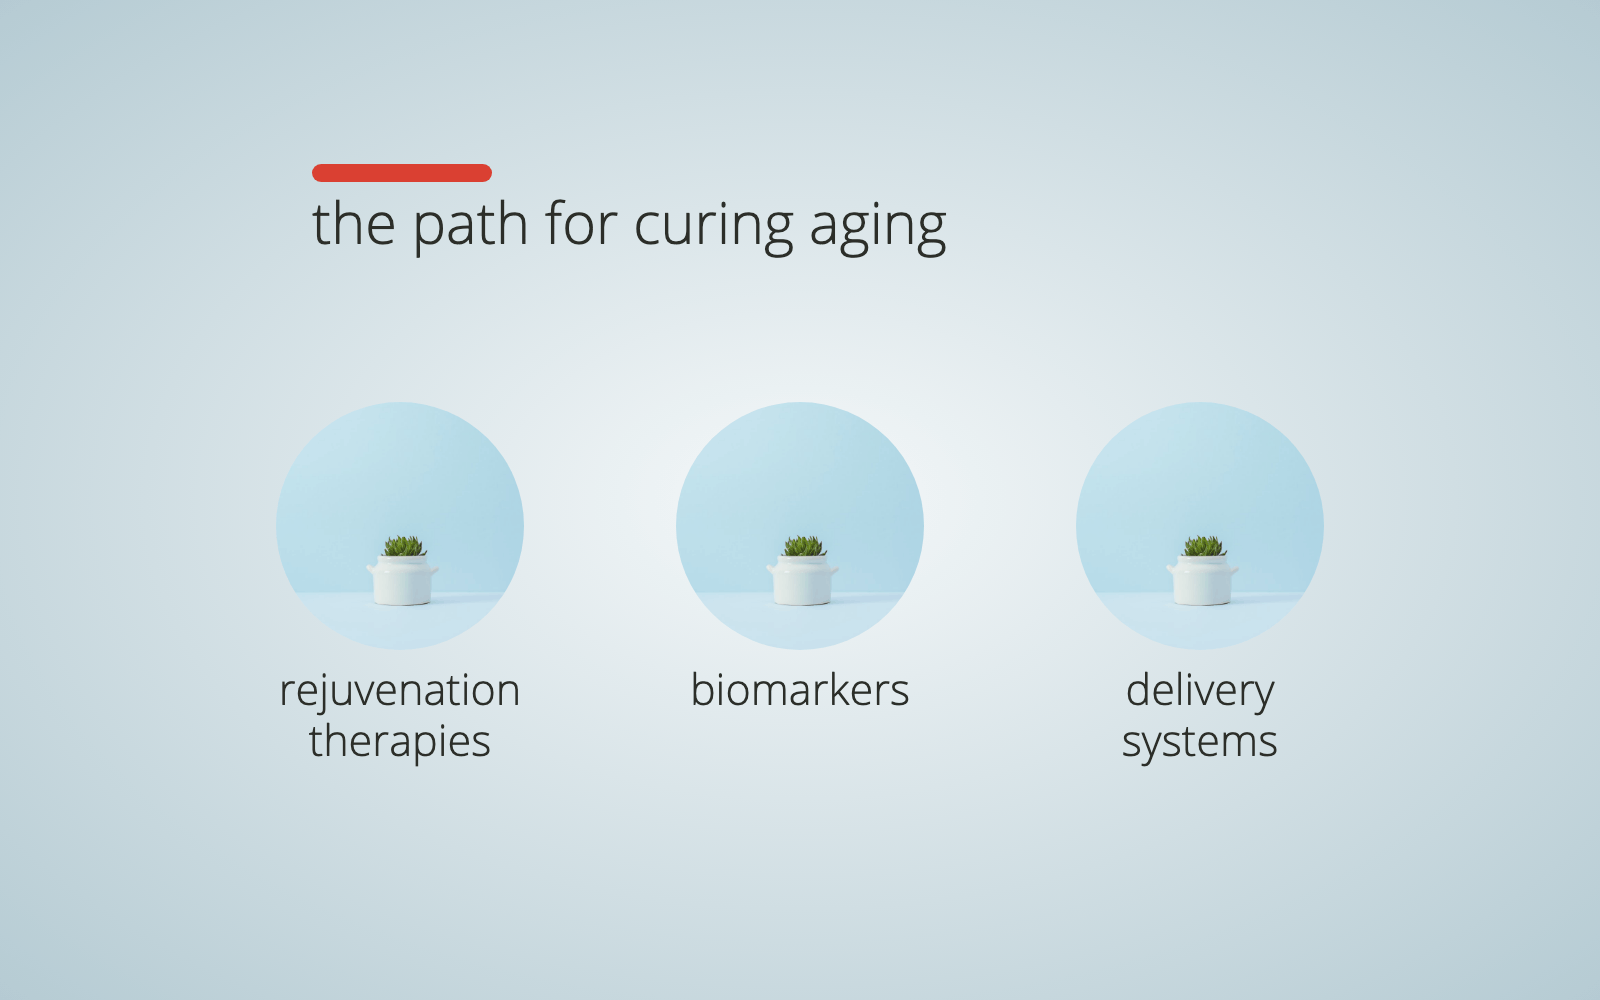 the path for curing aging
rejuvenation
therapies
biomarkers
delivery
systems